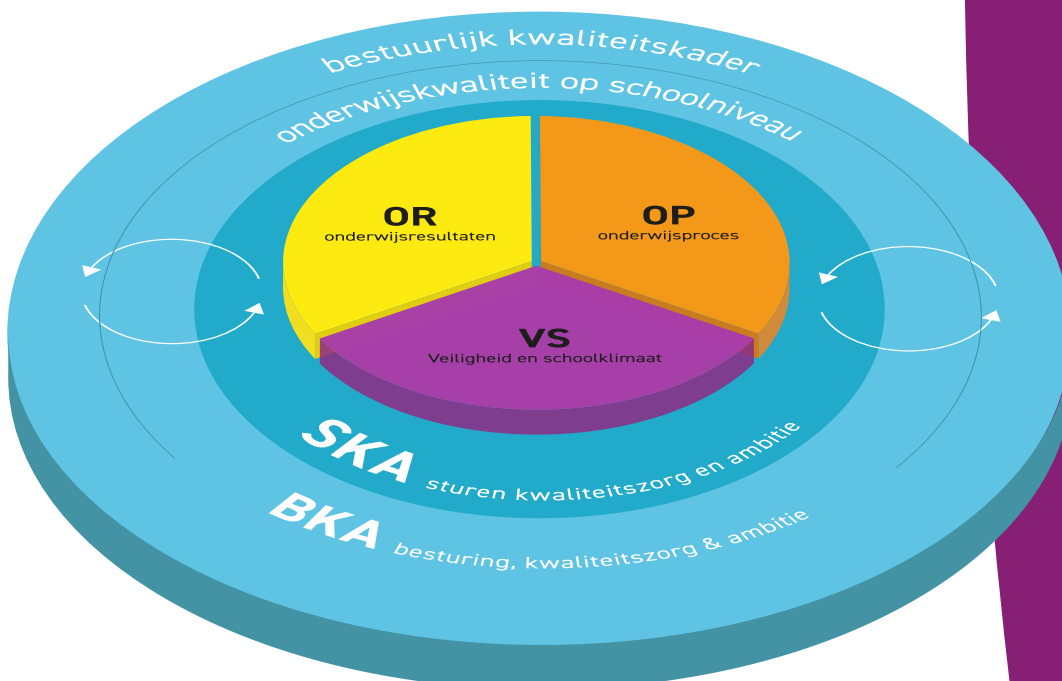 bestuurlijk kwaliteitskader
onderwijskwaliteit op schoolniveau
OR
onderwijsresultaten
OP
onderwijsproces
VS
Veiligheid en schoolklimaat
SKA sturen kwaliteitszorg en ambitie
BKA besturing, kwaliteitszorg & ambitie